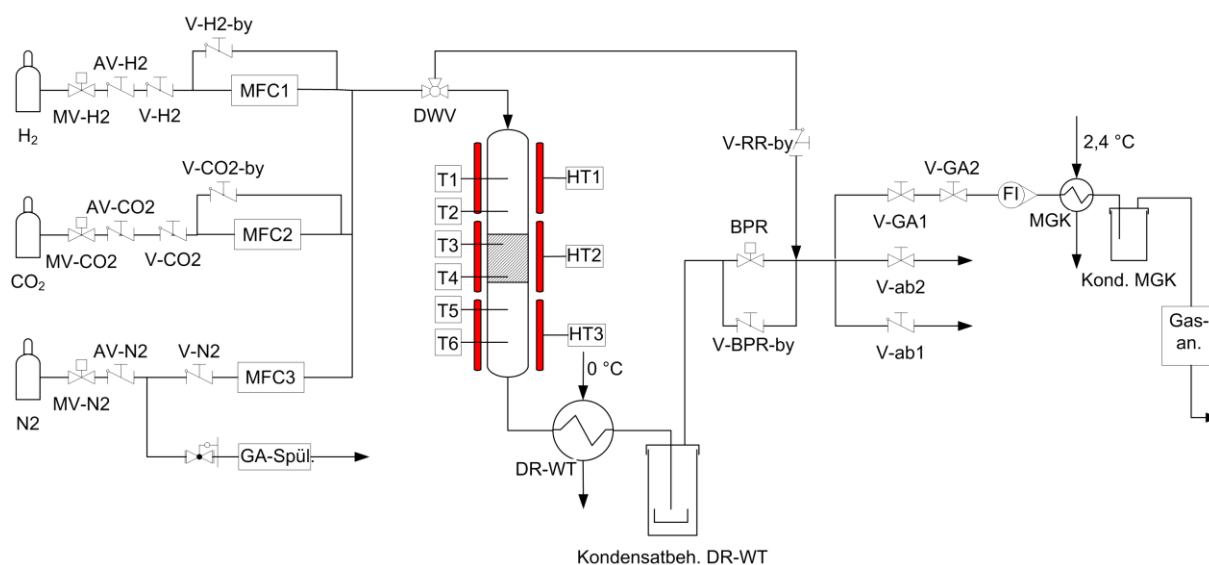 V-H2-by
AV-H2
MFC1
MV-H2
V-H2
H₂
DWV
V-CO2-by
AV-CO2
MFC2
MV-CO2
V-CO2
CO₂
AV-N2
V-N2
MFC3
MV-N2
N2
GA-Spül.
T1
T2
T3
T4
T5
T6
HT1
HT2
HT3
0 °C
DR-WT
Kondensatbeh. DR-WT
V-RR-by
BPR
V-BPR-by
2,4 °C
V-GA2
FI
V-GA1
MGK
Kond. MGK
V-ab2
V-ab1
Gas-
an.